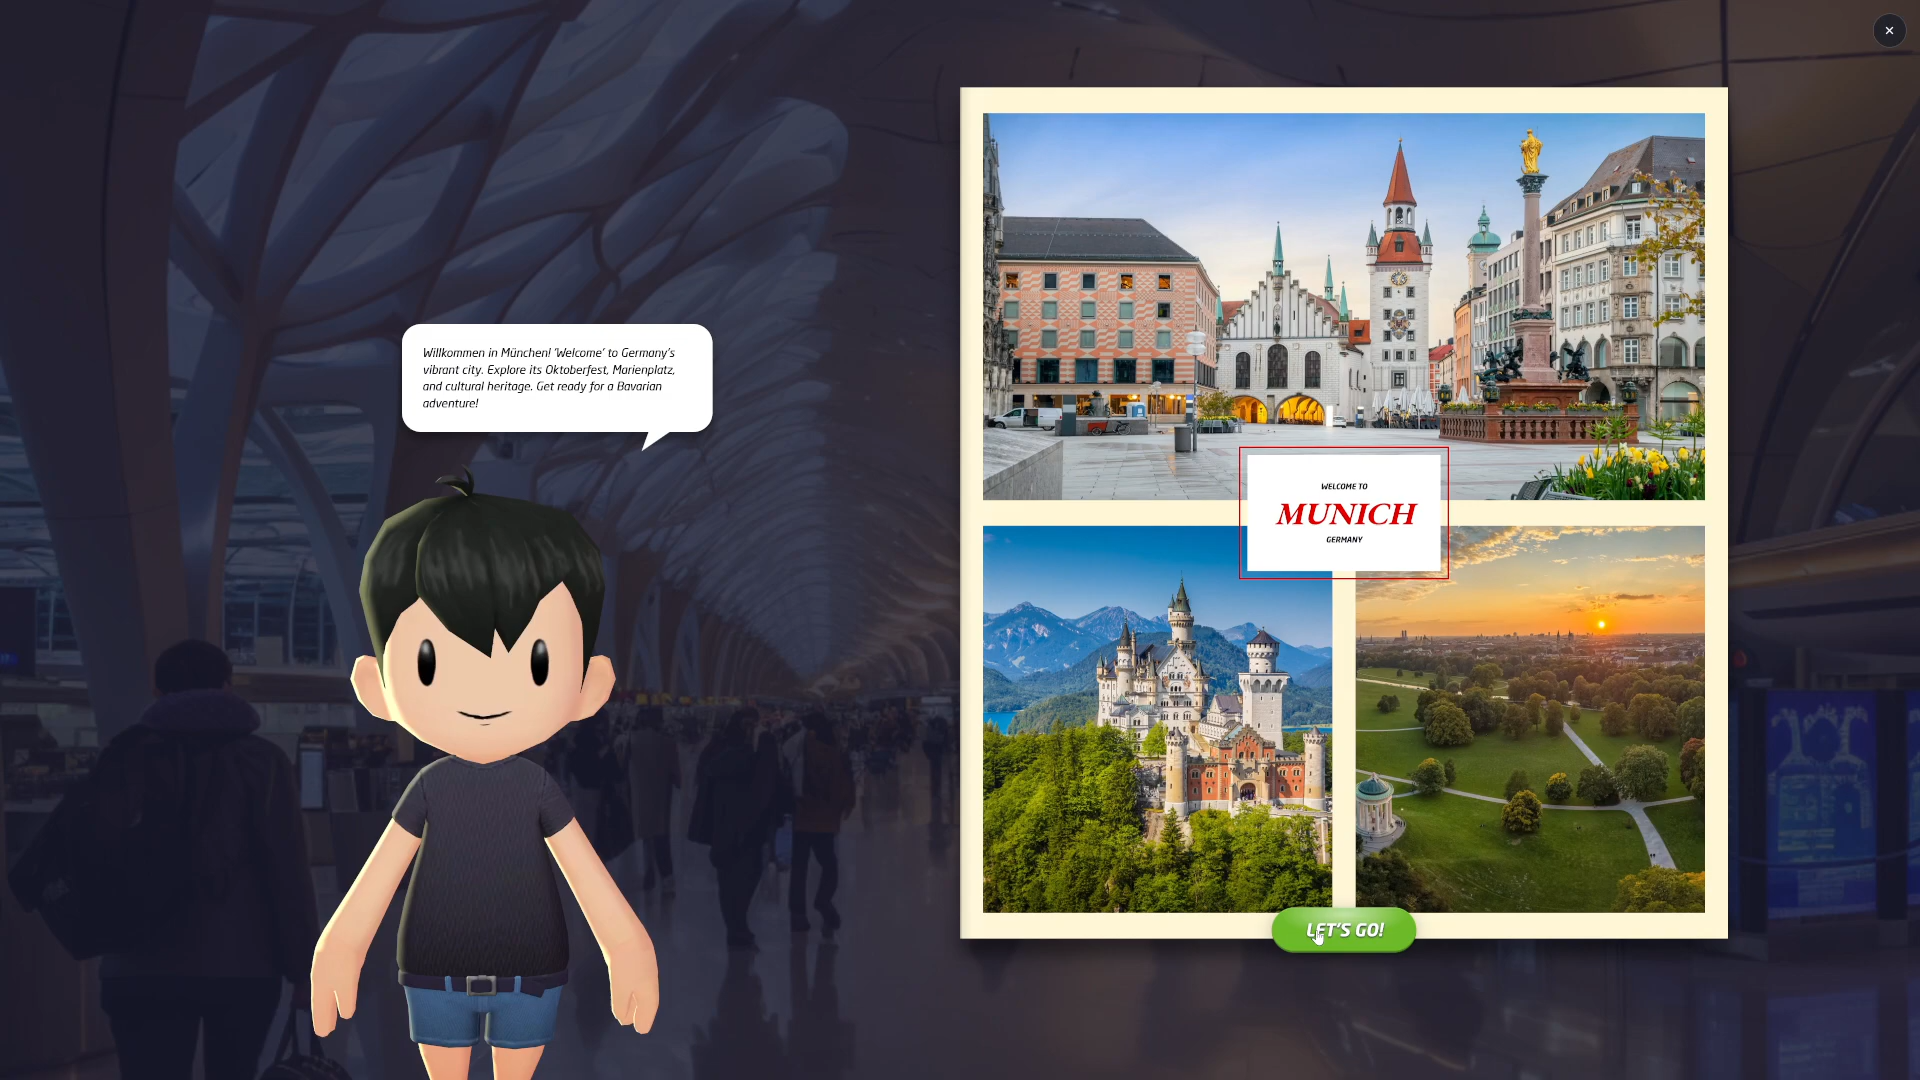 Willkommen in München! 'Welcome' to Germany's
vibrant city. Explore its Oktoberfest, Marienplatz,
and cultural heritage. Get ready for a Bavarian
adventure!
WELCOME TO
MUNICH
GERMANY
LET'S GO!